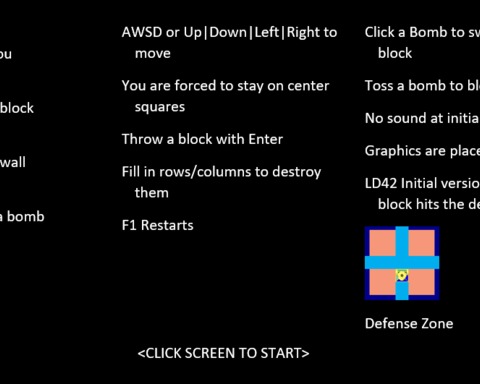 ou
block
wall
a bomb
AWSD or Up|Down|Left|Right to
move
You are forced to stay on center
squares
Throw a block with Enter
Fill in rows/columns to destroy
them
F1 Restarts
Click a Bomb to sw
block
Toss a bomb to bl
No sound at initia
Graphics are place
LD42 Initial versio
block hits the de
Defense Zone
<CLICK SCREEN TO START>